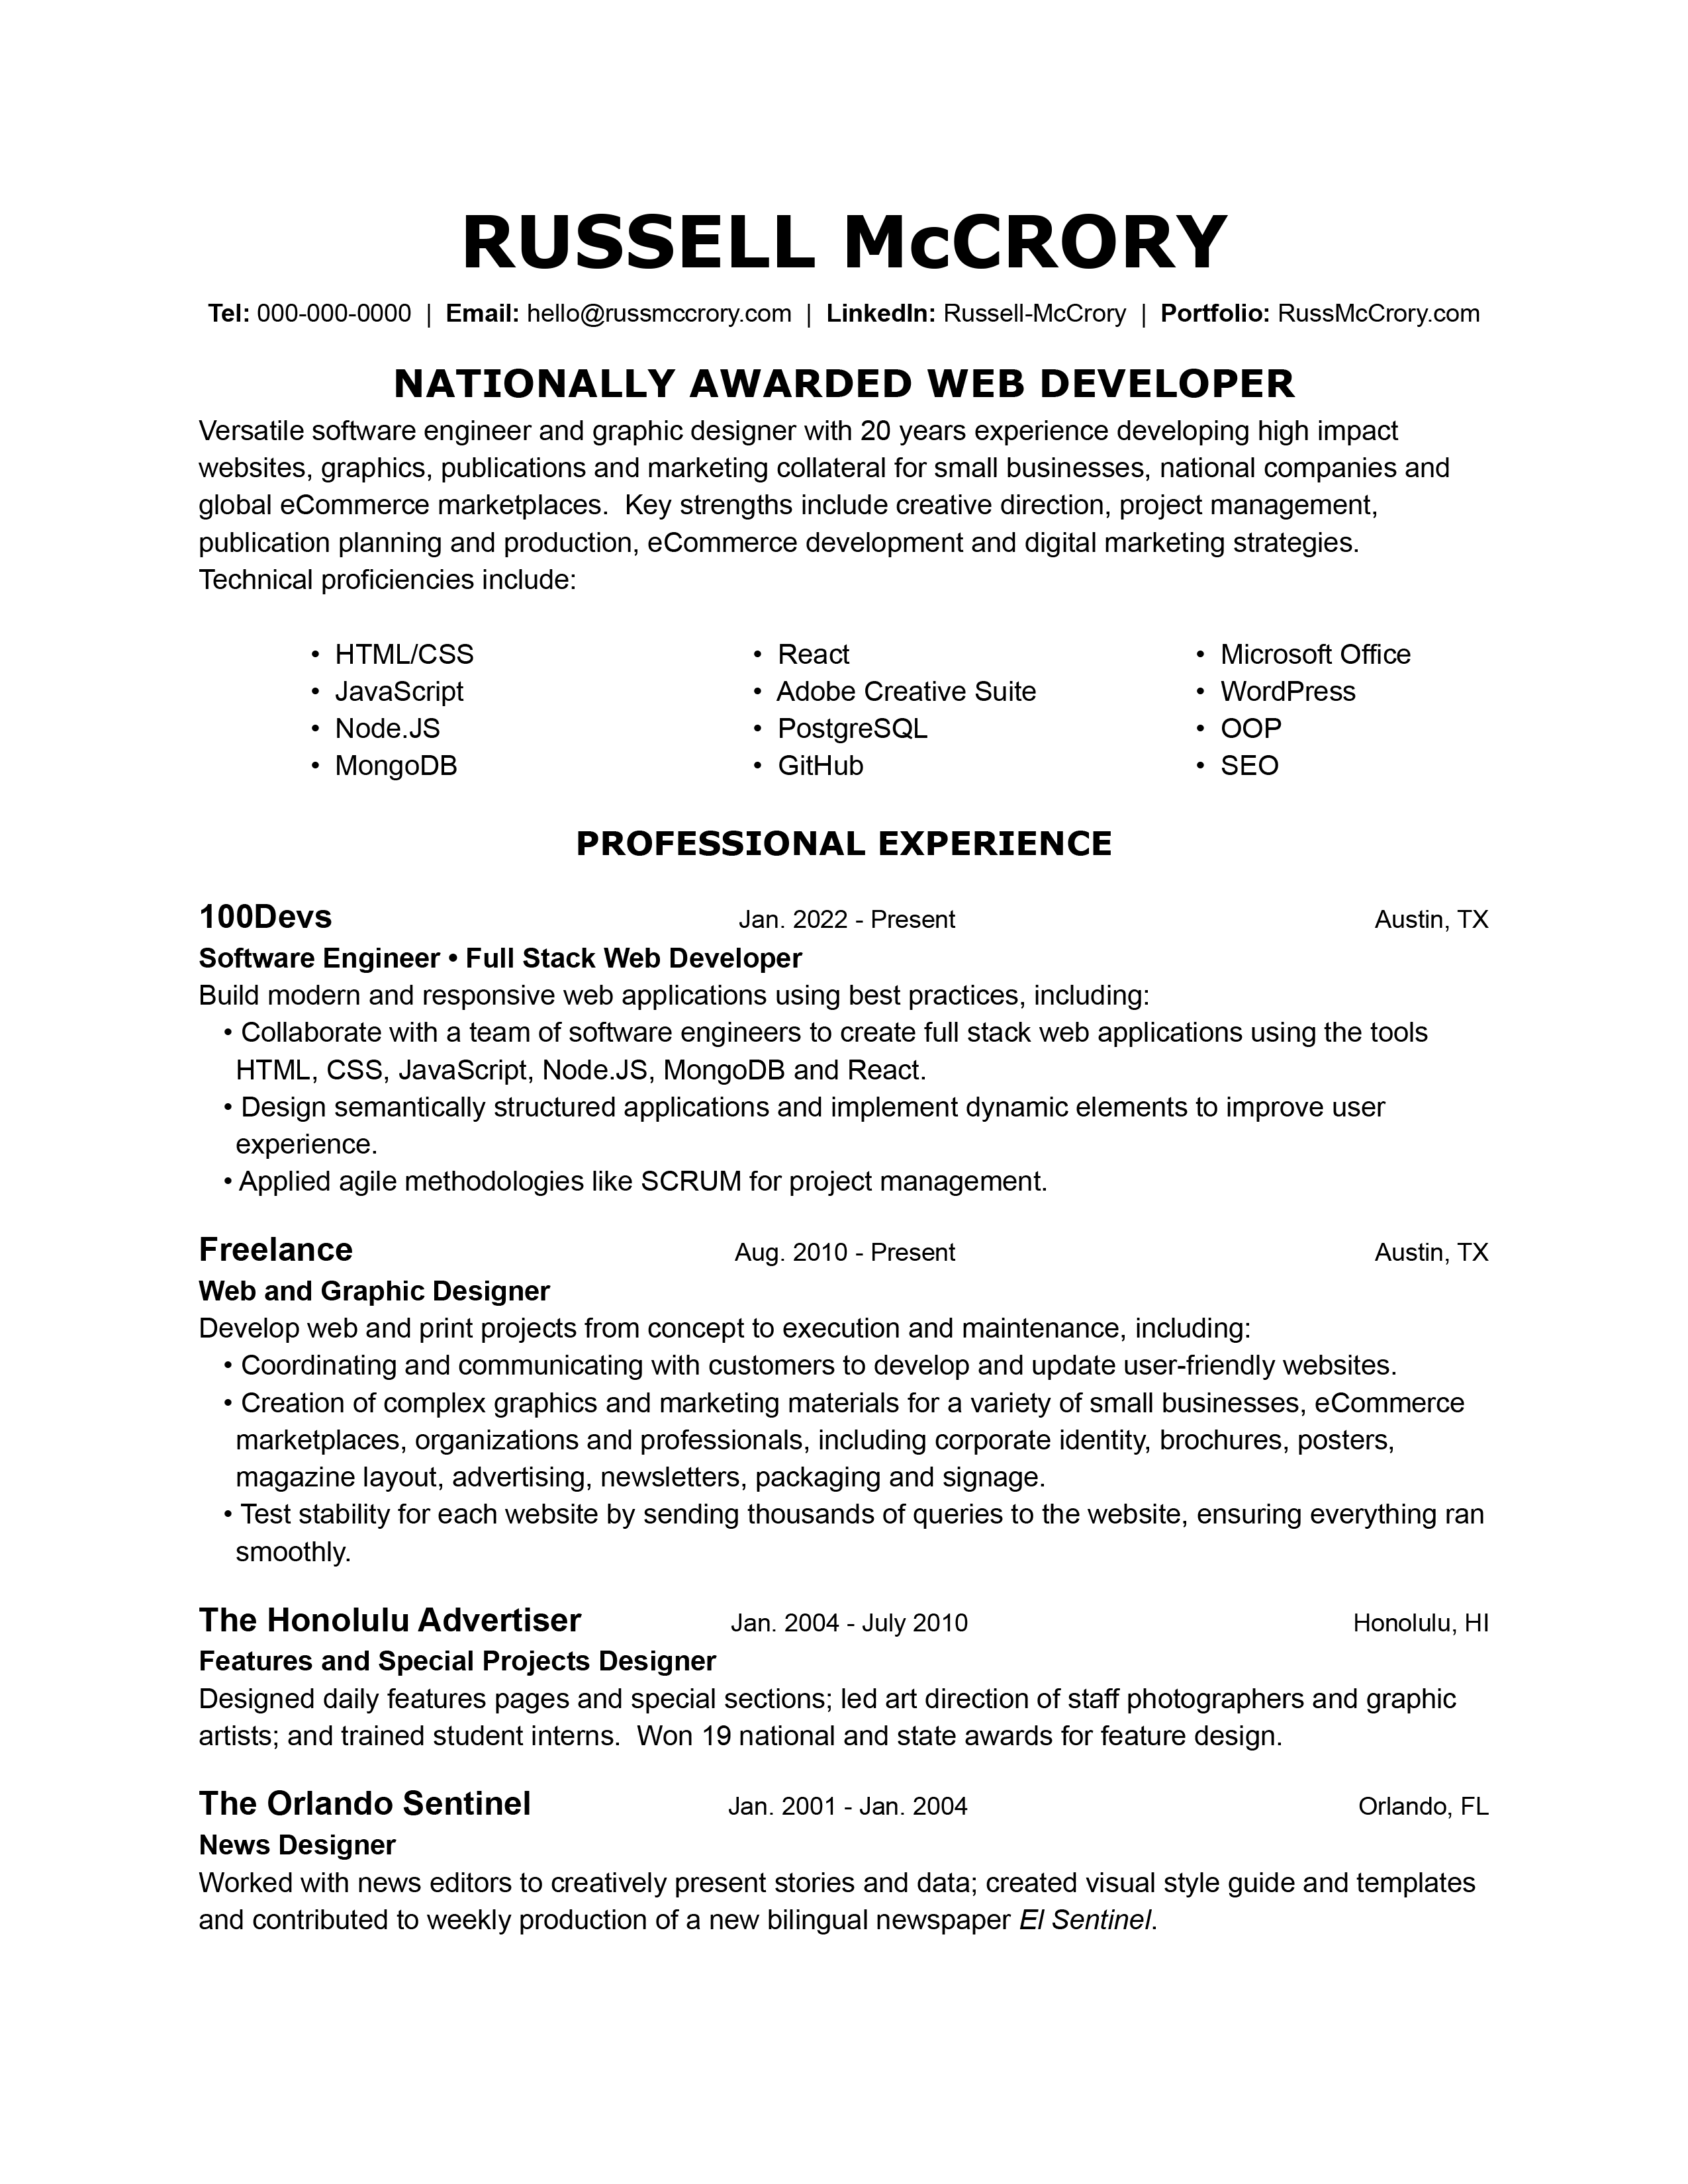 RUSSELL McCRORY
Tel: 000-000-0000 | Email: hello@russmccrory.com | LinkedIn: Russell-McCrory | Portfolio: RussMcCrory.com
NATIONALLY AWARDED WEB DEVELOPER
Versatile software engineer and graphic designer with 20 years experience developing high impact
websites, graphics, publications and marketing collateral for small businesses, national companies and
global eCommerce marketplaces.  Key strengths include creative direction, project management,
publication planning and production, eCommerce development and digital marketing strategies.
Technical proficiencies include:
• HTML/CSS
• JavaScript
• Node.JS
• MongoDB
• React
• Adobe Creative Suite
• PostgreSQL
• GitHub
• Microsoft Office
• WordPress
• OOP
• SEO
PROFESSIONAL EXPERIENCE
100Devs Jan. 2022 - Present Austin, TX
Software Engineer • Full Stack Web Developer
Build modern and responsive web applications using best practices, including:
• Collaborate with a team of software engineers to create full stack web applications using the tools
HTML, CSS, JavaScript, Node.JS, MongoDB and React.
• Design semantically structured applications and implement dynamic elements to improve user
experience.
• Applied agile methodologies like SCRUM for project management.
Freelance Aug. 2010 - Present Austin, TX
Web and Graphic Designer
Develop web and print projects from concept to execution and maintenance, including:
• Coordinating and communicating with customers to develop and update user-friendly websites.
• Creation of complex graphics and marketing materials for a variety of small businesses, eCommerce
marketplaces, organizations and professionals, including corporate identity, brochures, posters,
magazine layout, advertising, newsletters, packaging and signage.
• Test stability for each website by sending thousands of queries to the website, ensuring everything ran
smoothly.
The Honolulu Advertiser Jan. 2004 - July 2010 Honolulu, HI
Features and Special Projects Designer
Designed daily features pages and special sections; led art direction of staff photographers and graphic
artists; and trained student interns.  Won 19 national and state awards for feature design.
The Orlando Sentinel Jan. 2001 - Jan. 2004 Orlando, FL
News Designer
Worked with news editors to creatively present stories and data; created visual style guide and templates
and contributed to weekly production of a new bilingual newspaper El Sentinel.